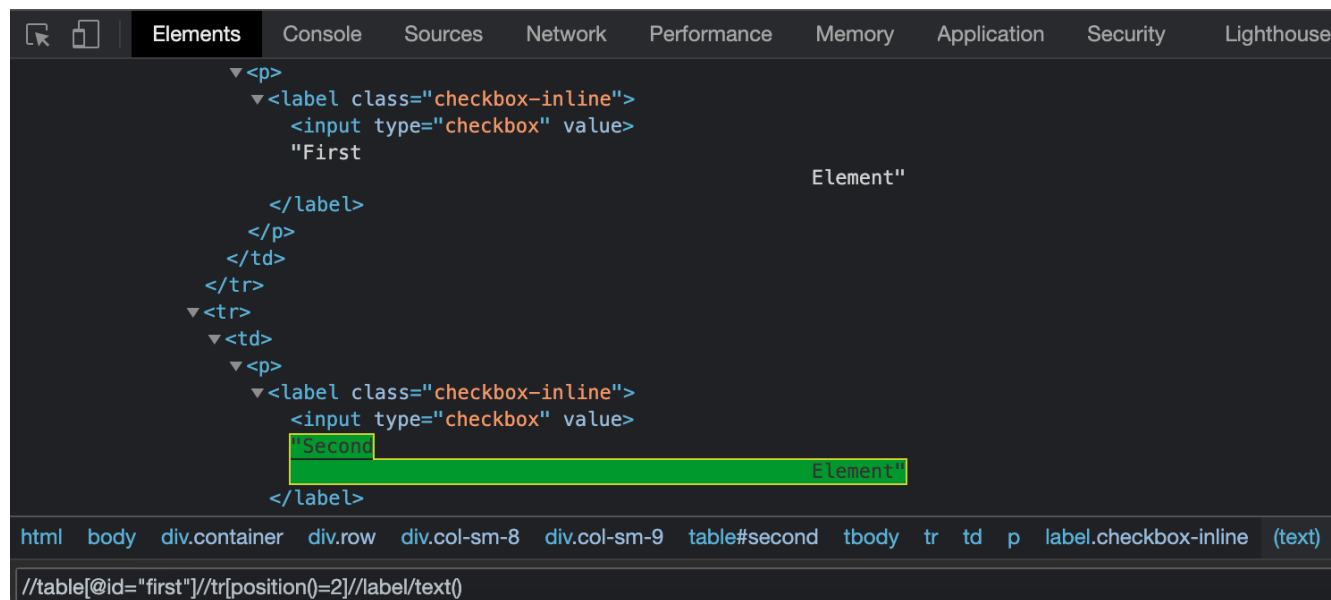 Elements Console Sources Network Performance Memory Application Security Lighthouse
<p>
<label class="checkbox-inline">
<input type="checkbox" value>
"First
Element"
</label>
</p>
</td>
</tr>
<tr>
<td>
<p>
<label class="checkbox-inline">
<input type="checkbox" value>
"Second
Element"
</label>
html body div.container div.row div.col-sm-8 div.col-sm-9 table#second tbody tr td p label.checkbox-inline (text)
//table[@id="first"]//tr[position()=2]//label/text()